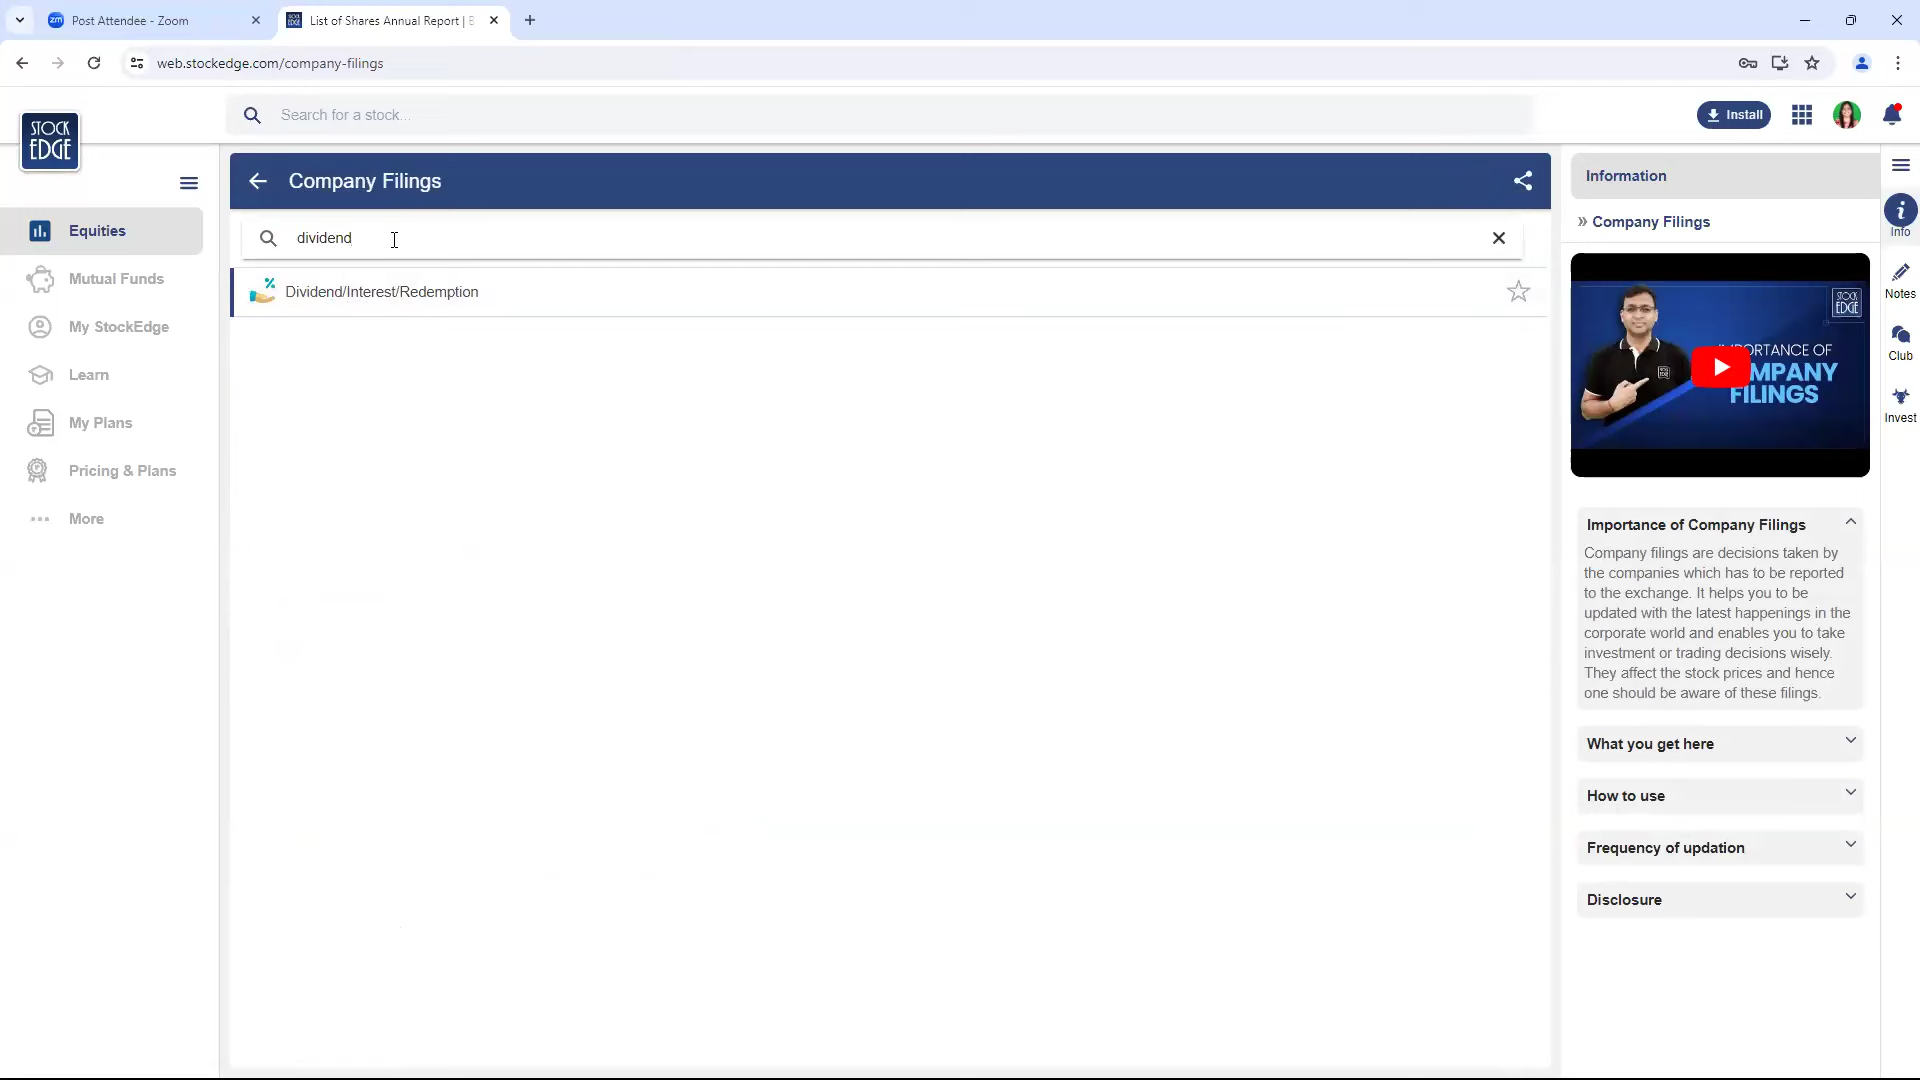 Post Attendee - Zoom
List of Shares Annual Report |
web.stockedge.com/company-filings
STOCK
EDGE
Search for a stock...
Install
Company Filings
Information
Equities
Mutual Funds
My StockEdge
Learn
My Plans
Pricing & Plans
More
dividend
Dividend/Interest/Redemption
» Company Filings
STOCK
EDGE
IMPORTANCE OF
COMPANY
FILINGS
Importance of Company Filings
Company filings are decisions taken by
the companies which has to be reported
to the exchange. It helps you to be
updated with the latest happenings in the
corporate world and enables you to take
investment or trading decisions wisely.
They affect the stock prices and hence
one should be aware of these filings.
What you get here
How to use
Frequency of updation
Disclosure
Info
Notes
Club
Invest